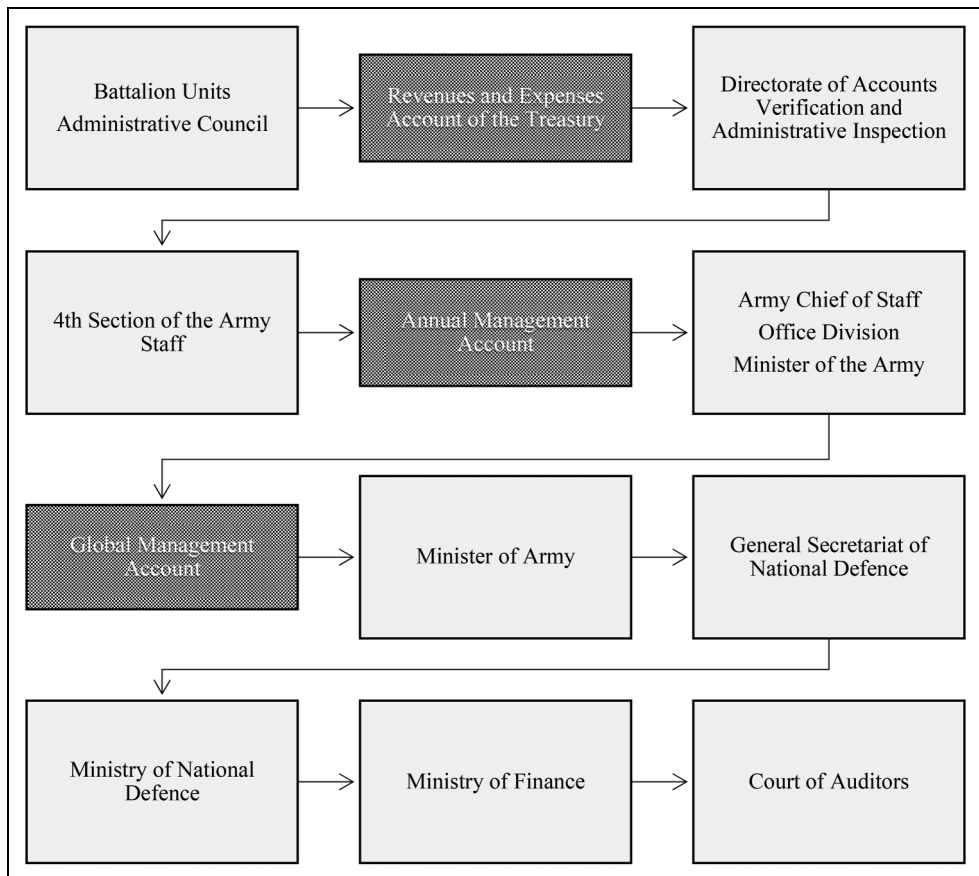 Battalion Units
Administrative Council
Revenues and Expenses
Account of the Treasury
Directorate of Accounts
Verification and
Administrative Inspection
4th Section of the Army
Staff
Annual Management
Account
Army Chief of Staff
Office Division
Minister of the Army
Global Management
Account
Minister of Army
General Secretariat of
National Defence
Ministry of National
Defence
Ministry of Finance
Court of Auditors